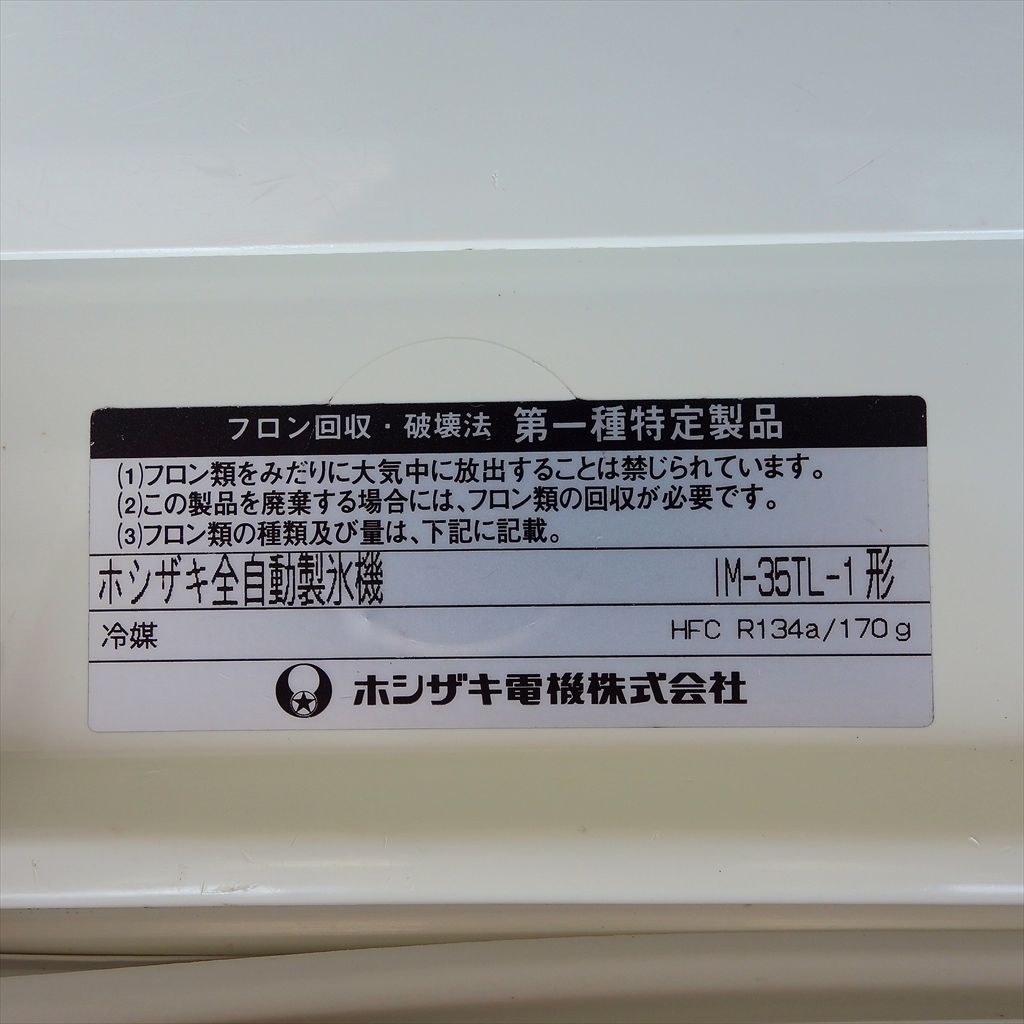 フロン回収・破壊法 第一種特定製品
(1)フロン類をみだりに大気中に放出することは禁じられています。
(2)この製品を廃棄する場合には、フロン類の回収が必要です。
(3)フロン類の種類及び量は、下記に記載。
ホシザキ全自動製氷機 IM-35TL-1形
冷媒 HFC R134a/170g
ホシザキ電機株式会社